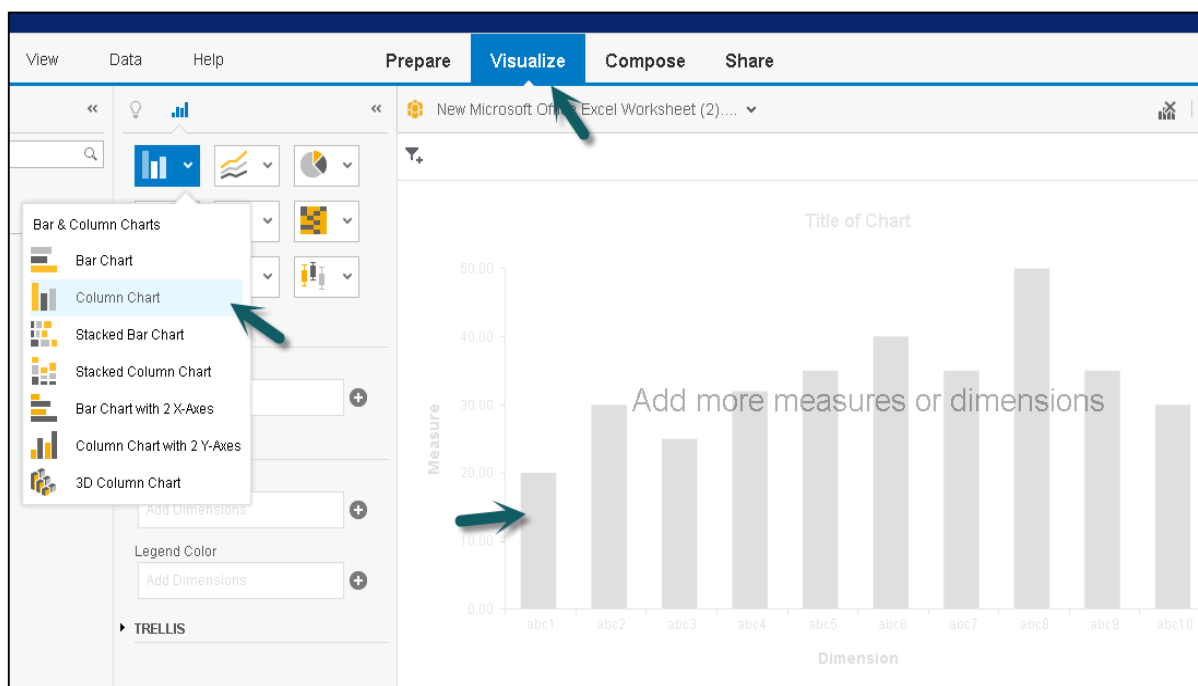 View Data Help Prepare Visualize Compose Share
New Microsoft Office Excel Worksheet (2)....
Bar & Column Charts
Bar Chart
Column Chart
Stacked Bar Chart
Stacked Column Chart
Bar Chart with 2 X-Axes
Column Chart with 2 Y-Axes
3D Column Chart
Add Dimensions
Legend Color
Add Dimensions
TRELLIS
Title of Chart
50.00
40.00
30.00
20.00
10.00
0.00
Measure
Add more measures or dimensions
abc1 abc2 abc3 abc4 abc5 abc6 abc7 abc8 abc9 abc10
Dimension